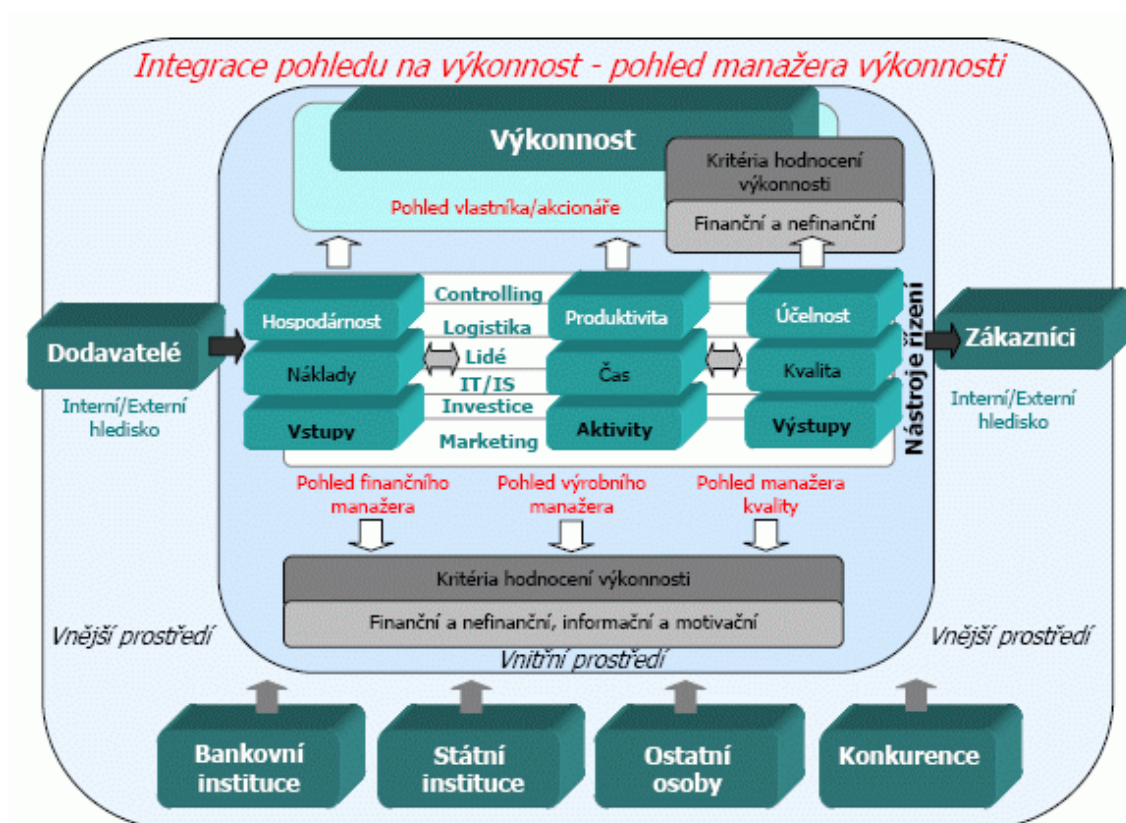 Integrace pohledu na výkonnost - pohled manažera výkonnosti
Výkonnost
Kritéria hodnocení
výkonnosti
Pohled vlastníka/akcionáře
Finanční a nefinanční
Controlling
Hospodárnost
Produktivita
Účelnost
Logistika
Dodavatelé
Lidé
Zákazníci
Náklady
Čas
Kvalita
IT/IS
Interní/Externí
hledisko
Investice
Interní/Externí
hledisko
Vstupy
Aktivity
Výstupy
Marketing
Nástroje řízení
Pohled finančního
manažera
Pohled výrobního
manažera
Pohled manažera
kvality
Kritéria hodnocení výkonnosti
Finanční a nefinanční, informační a motivační
Vnější prostředí
Vnitřní prostředí
Vnější prostředí
Bankovní
instituce
Státní
instituce
Ostatní
osoby
Konkurence